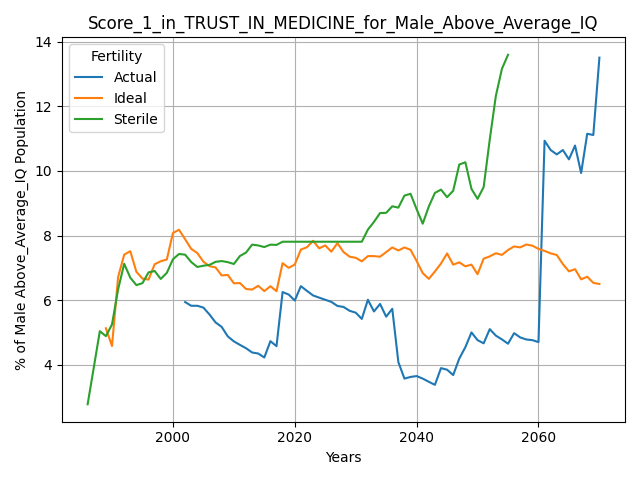 Score_1_in_TRUST_IN_MEDICINE_for_Male_Above_Average_IQ
% of Male Above_Average_IQ Population
14
12
10
8
6
4
Fertility
Actual
Ideal
Sterile
2000
2020
2040
2060
Years